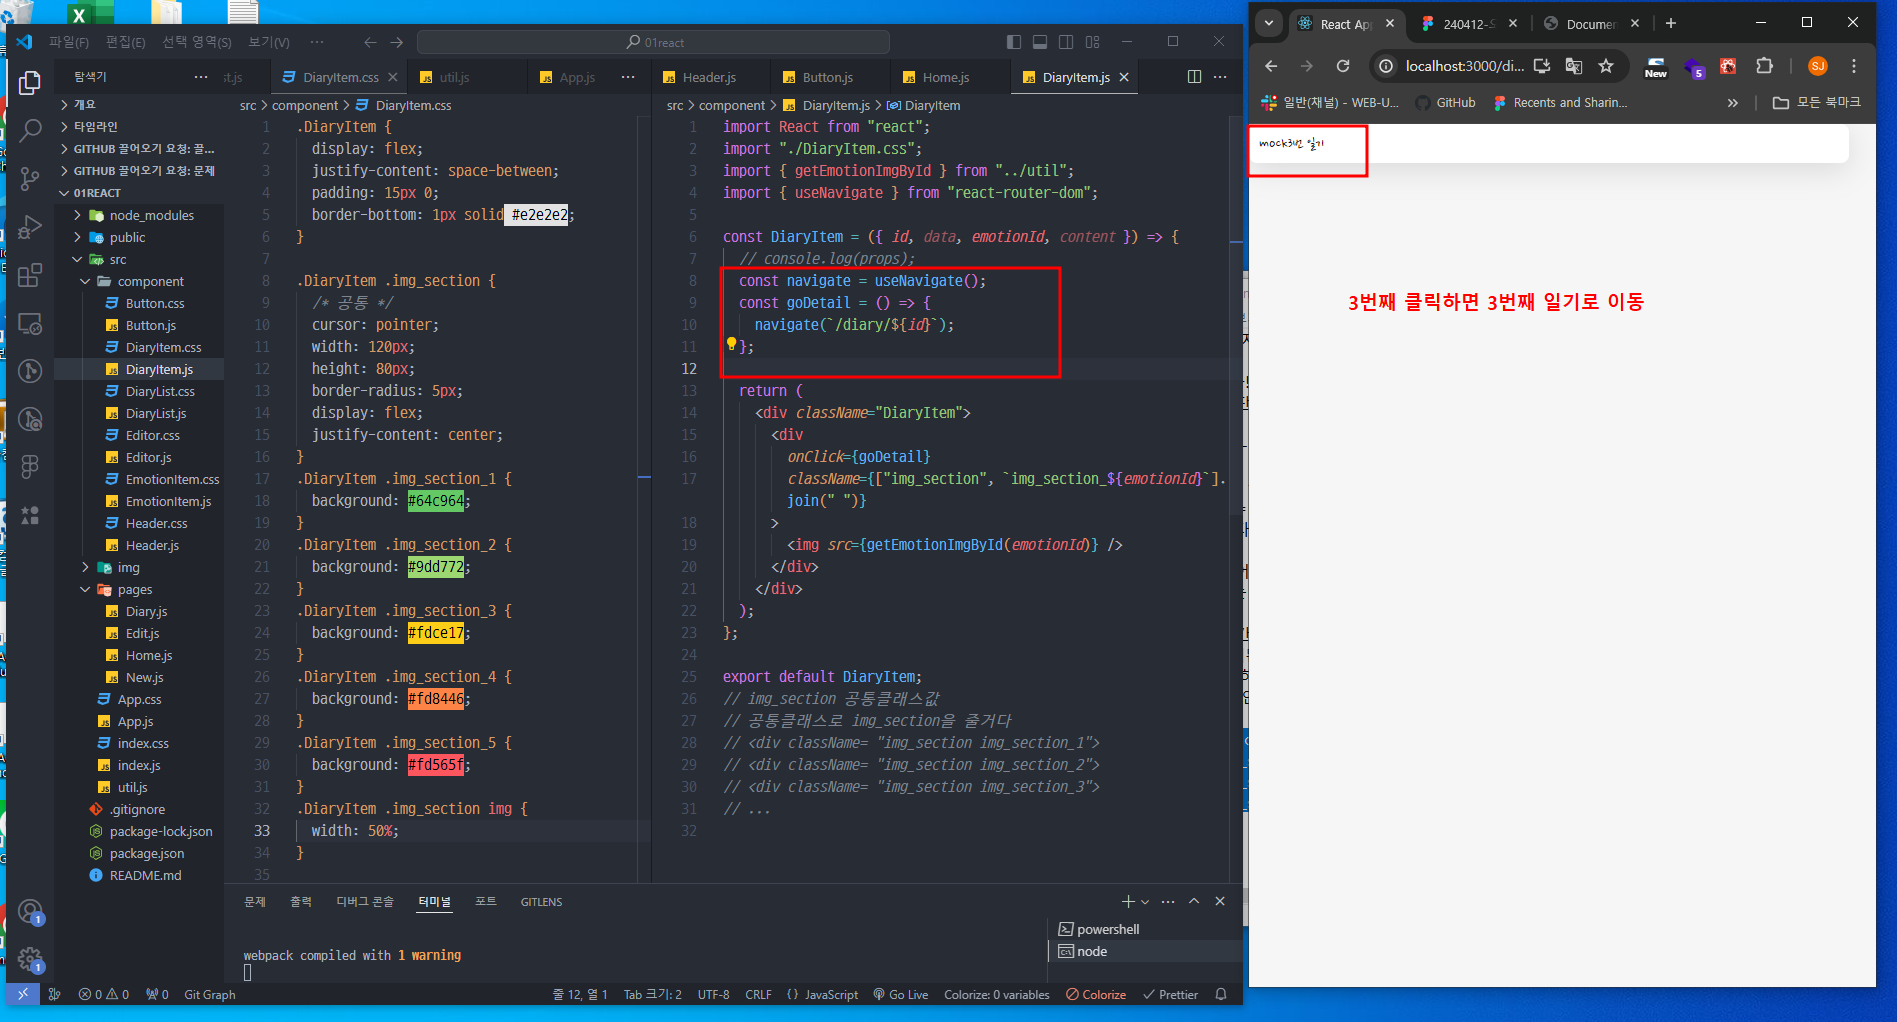 파일(F) 편집(E) 선택 영역(S) 보기(V) ··· 01react
탐색기 ···
개요
타임라인
GITHUB 끌어오기 요청: 끌...
GITHUB 끌어오기 요청: 문제
01REACT
node_modules
public
src
component
Button.css
Button.js
DiaryItem.css
DiaryItem.js
DiaryList.css
DiaryList.js
Editor.css
Editor.js
EmotionItem.css
EmotionItem.js
Header.css
Header.js
img
pages
Diary.js
Edit.js
Home.js
New.js
App.css
App.js
index.css
index.js
util.js
.gitignore
package-lock.json
package.json
README.md
st.js DiaryItem.css util.js App.js ···
src > component > DiaryItem.css
1 .DiaryItem {
2 display: flex;
3 justify-content: space-between;
4 padding: 15px 0;
5 border-bottom: 1px solid #e2e2e2;
6 }
7
8 .DiaryItem .img_section {
9 /* 공통 */
10 cursor: pointer;
11 width: 120px;
12 height: 80px;
13 border-radius: 5px;
14 display: flex;
15 justify-content: center;
16 }
17 .DiaryItem .img_section_1 {
18 background: #64c964;
19 }
20 .DiaryItem .img_section_2 {
21 background: #9dd772;
22 }
23 .DiaryItem .img_section_3 {
24 background: #fdce17;
25 }
26 .DiaryItem .img_section_4 {
27 background: #fd8446;
28 }
29 .DiaryItem .img_section_5 {
30 background: #fd565f;
31 }
32 .DiaryItem .img_section img {
33 width: 50%;
34 }
35
Header.js Button.js Home.js DiaryItem.js ···
src > component > DiaryItem.js > DiaryItem
1 import React from "react";
2 import "./DiaryItem.css";
3 import { getEmotionImgById } from "../util";
4 import { useNavigate } from "react-router-dom";
5
6 const DiaryItem = ({ id, data, emotionId, content }) => {
7 // console.log(props);
8 const navigate = useNavigate();
9 const goDetail = () => {
10 navigate(`/diary/${id}`);
11 };
12
13 return (
14 <div className="DiaryItem">
15 <div
16 onClick={goDetail}
17 className={["img_section", `img_section_${emotionId}`].
join(" ")}
18 >
19 <img src={getEmotionImgById(emotionId)} />
20 </div>
21 </div>
22 );
23 };
24
25 export default DiaryItem;
26 // img_section 공통클래스값
27 // 공통클래스로 img_section을 줄거다
28 // <div className= "img_section img_section_1">
29 // <div className= "img_section img_section_2">
30 // <div className= "img_section img_section_3">
31 // ...
32
문제 출력 디버그 콘솔 터미널 포트 GITLENS
webpack compiled with 1 warning
powershell
node
1
1
0 0 0 Git Graph 줄 12, 열 1 Tab 크기: 2 UTF-8 CRLF {} JavaScript Go Live Colorize: 0 variables Colorize Prettier
React Ap 240412-S Documen
localhost:3000/di... New 5 SJ
일반(채널) - WEB-U... GitHub Recents and Sharin... » 모든 북마크
mock3번 일기
3번째 클릭하면 3번째 일기로 이동